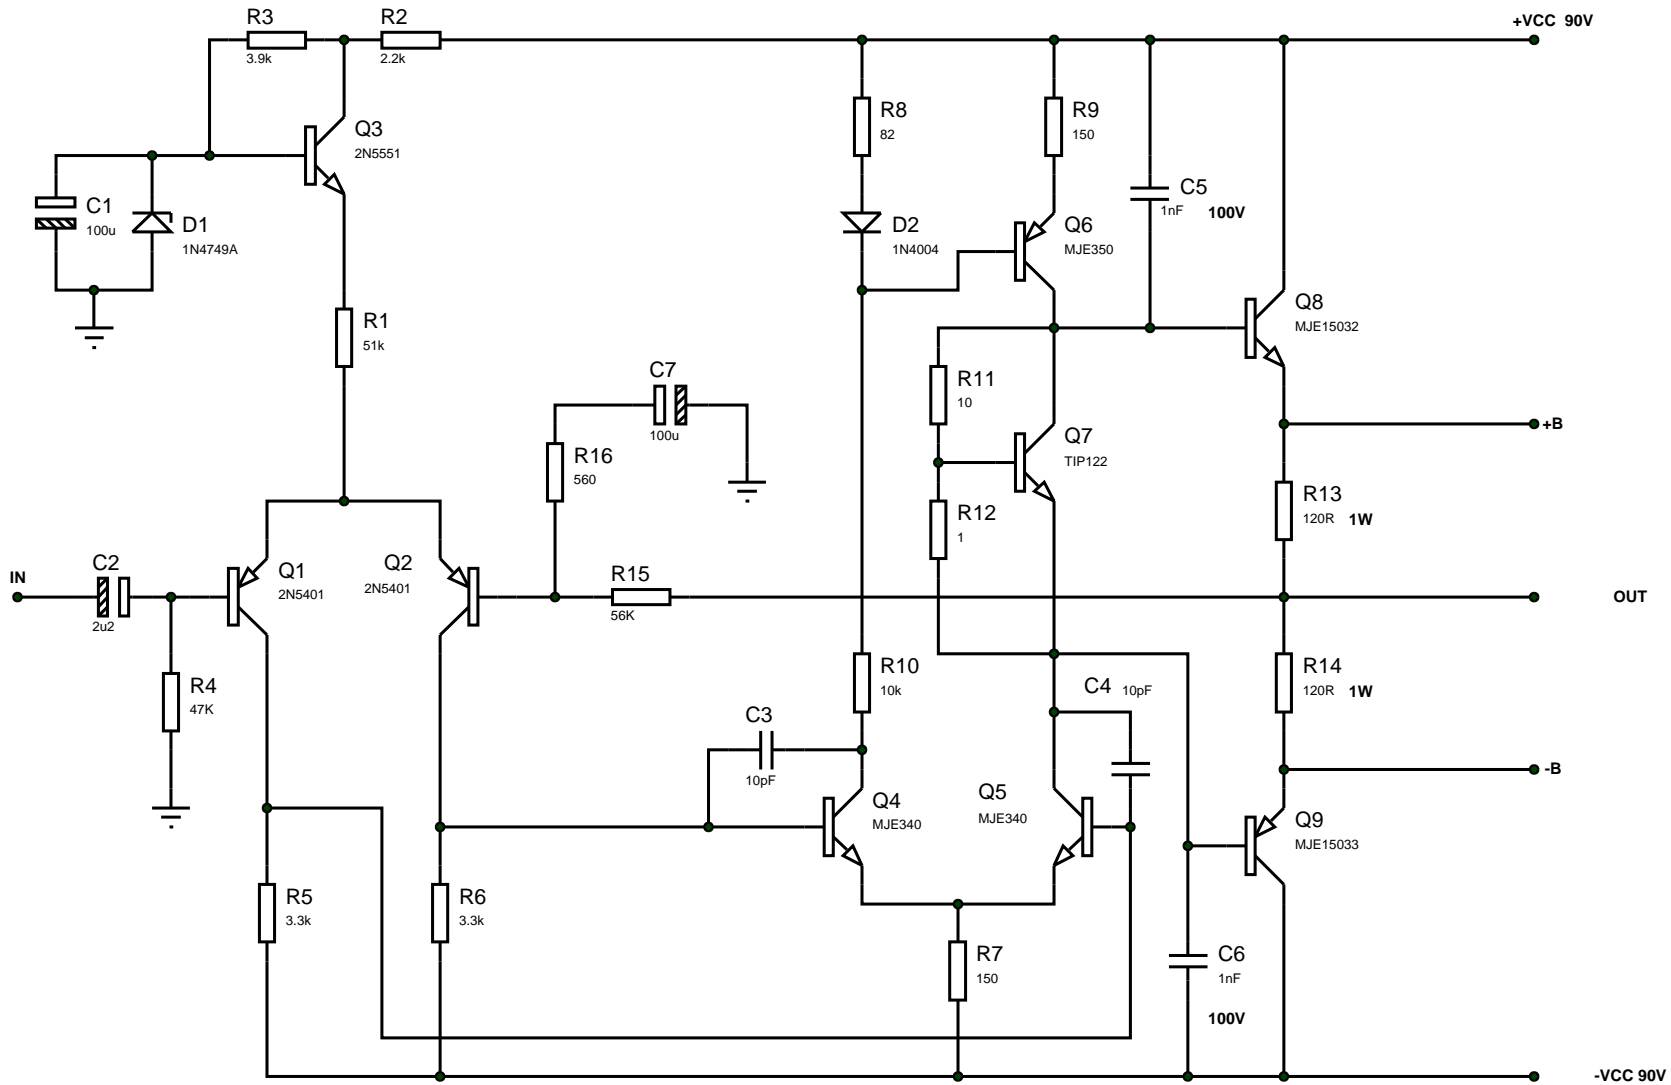 R3
3.9k
R2
2.2k
+VCC 90V
Q3
2N5551
R8
82
R9
150
C1
100u
D1
1N4749A
D2
1N4004
Q6
MJE350
C5
1nF 100V
R1
51k
Q8
MJE15032
C7
100u
R11
10
Q7
TIP122
+B
R16
560
R12
1
R13
120R 1W
IN
C2
2u2
Q1
2N5401
Q2
2N5401
R15
56K
OUT
R4
47K
R10
10k
C4 10pF
R14
120R 1W
C3
10pF
-B
Q4
MJE340
Q5
MJE340
Q9
MJE15033
R5
3.3k
R6
3.3k
R7
150
C6
1nF
100V
-VCC 90V